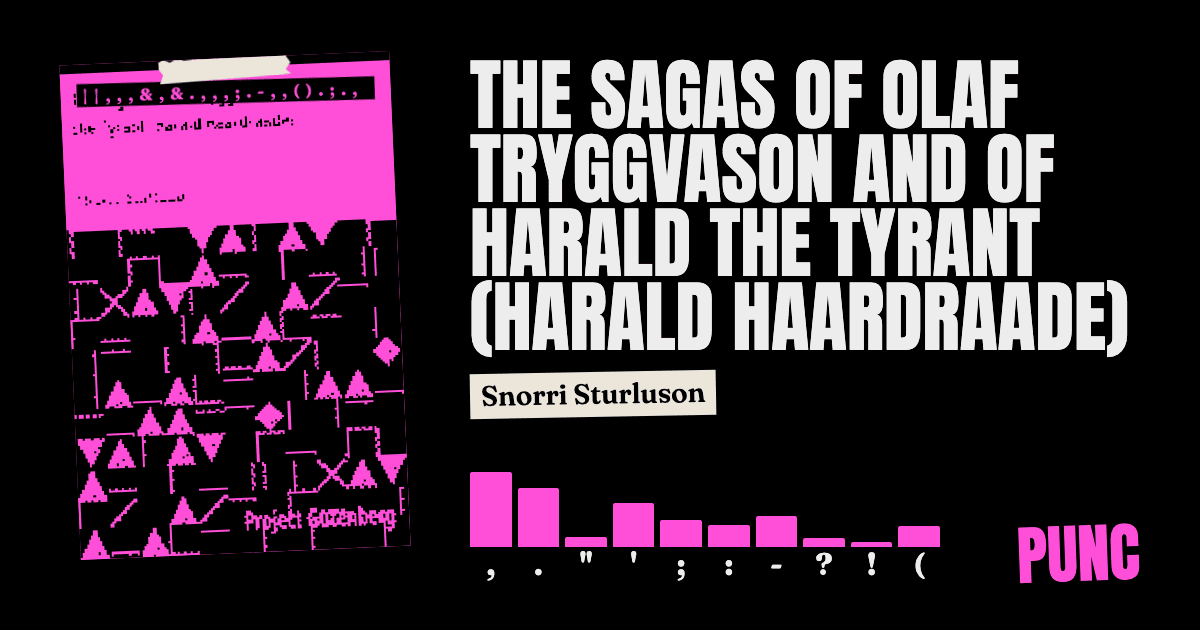 ||,,,&,&.,,,;.-,,().;.,
Project Gutenberg
THE SAGAS OF OLAF
TRYGGVASON AND OF
HARALD THE TYRANT
(HARALD HAARDRAADE)
Snorri Sturluson
, . " ' ; : - ? ! (
PUNC